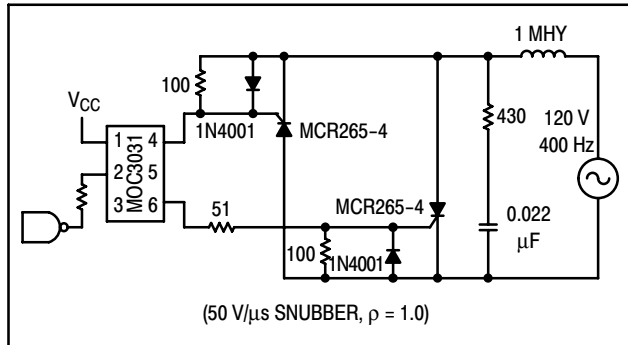 1 MHY
100
VCC
1N4001
MCR265-4
430
120 V
400 Hz
1 4
2 5
3 6
MOC3031
51
MCR265-4
0.022
µF
100
1N4001
(50 V/µs SNUBBER, ρ = 1.0)